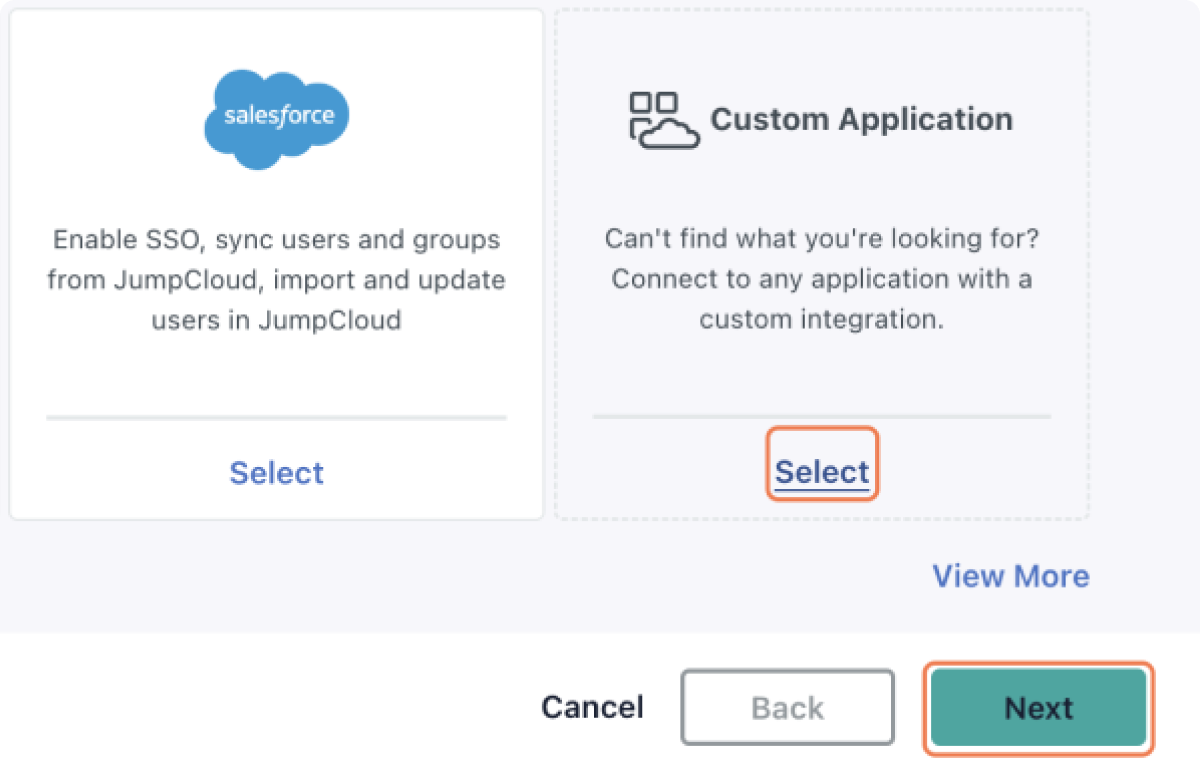 salesforce
Custom Application
Enable SSO, sync users and groups
from JumpCloud, import and update
users in JumpCloud
Can't find what you're looking for?
Connect to any application with a
custom integration.
Select
Select
View More
Cancel
Back
Next